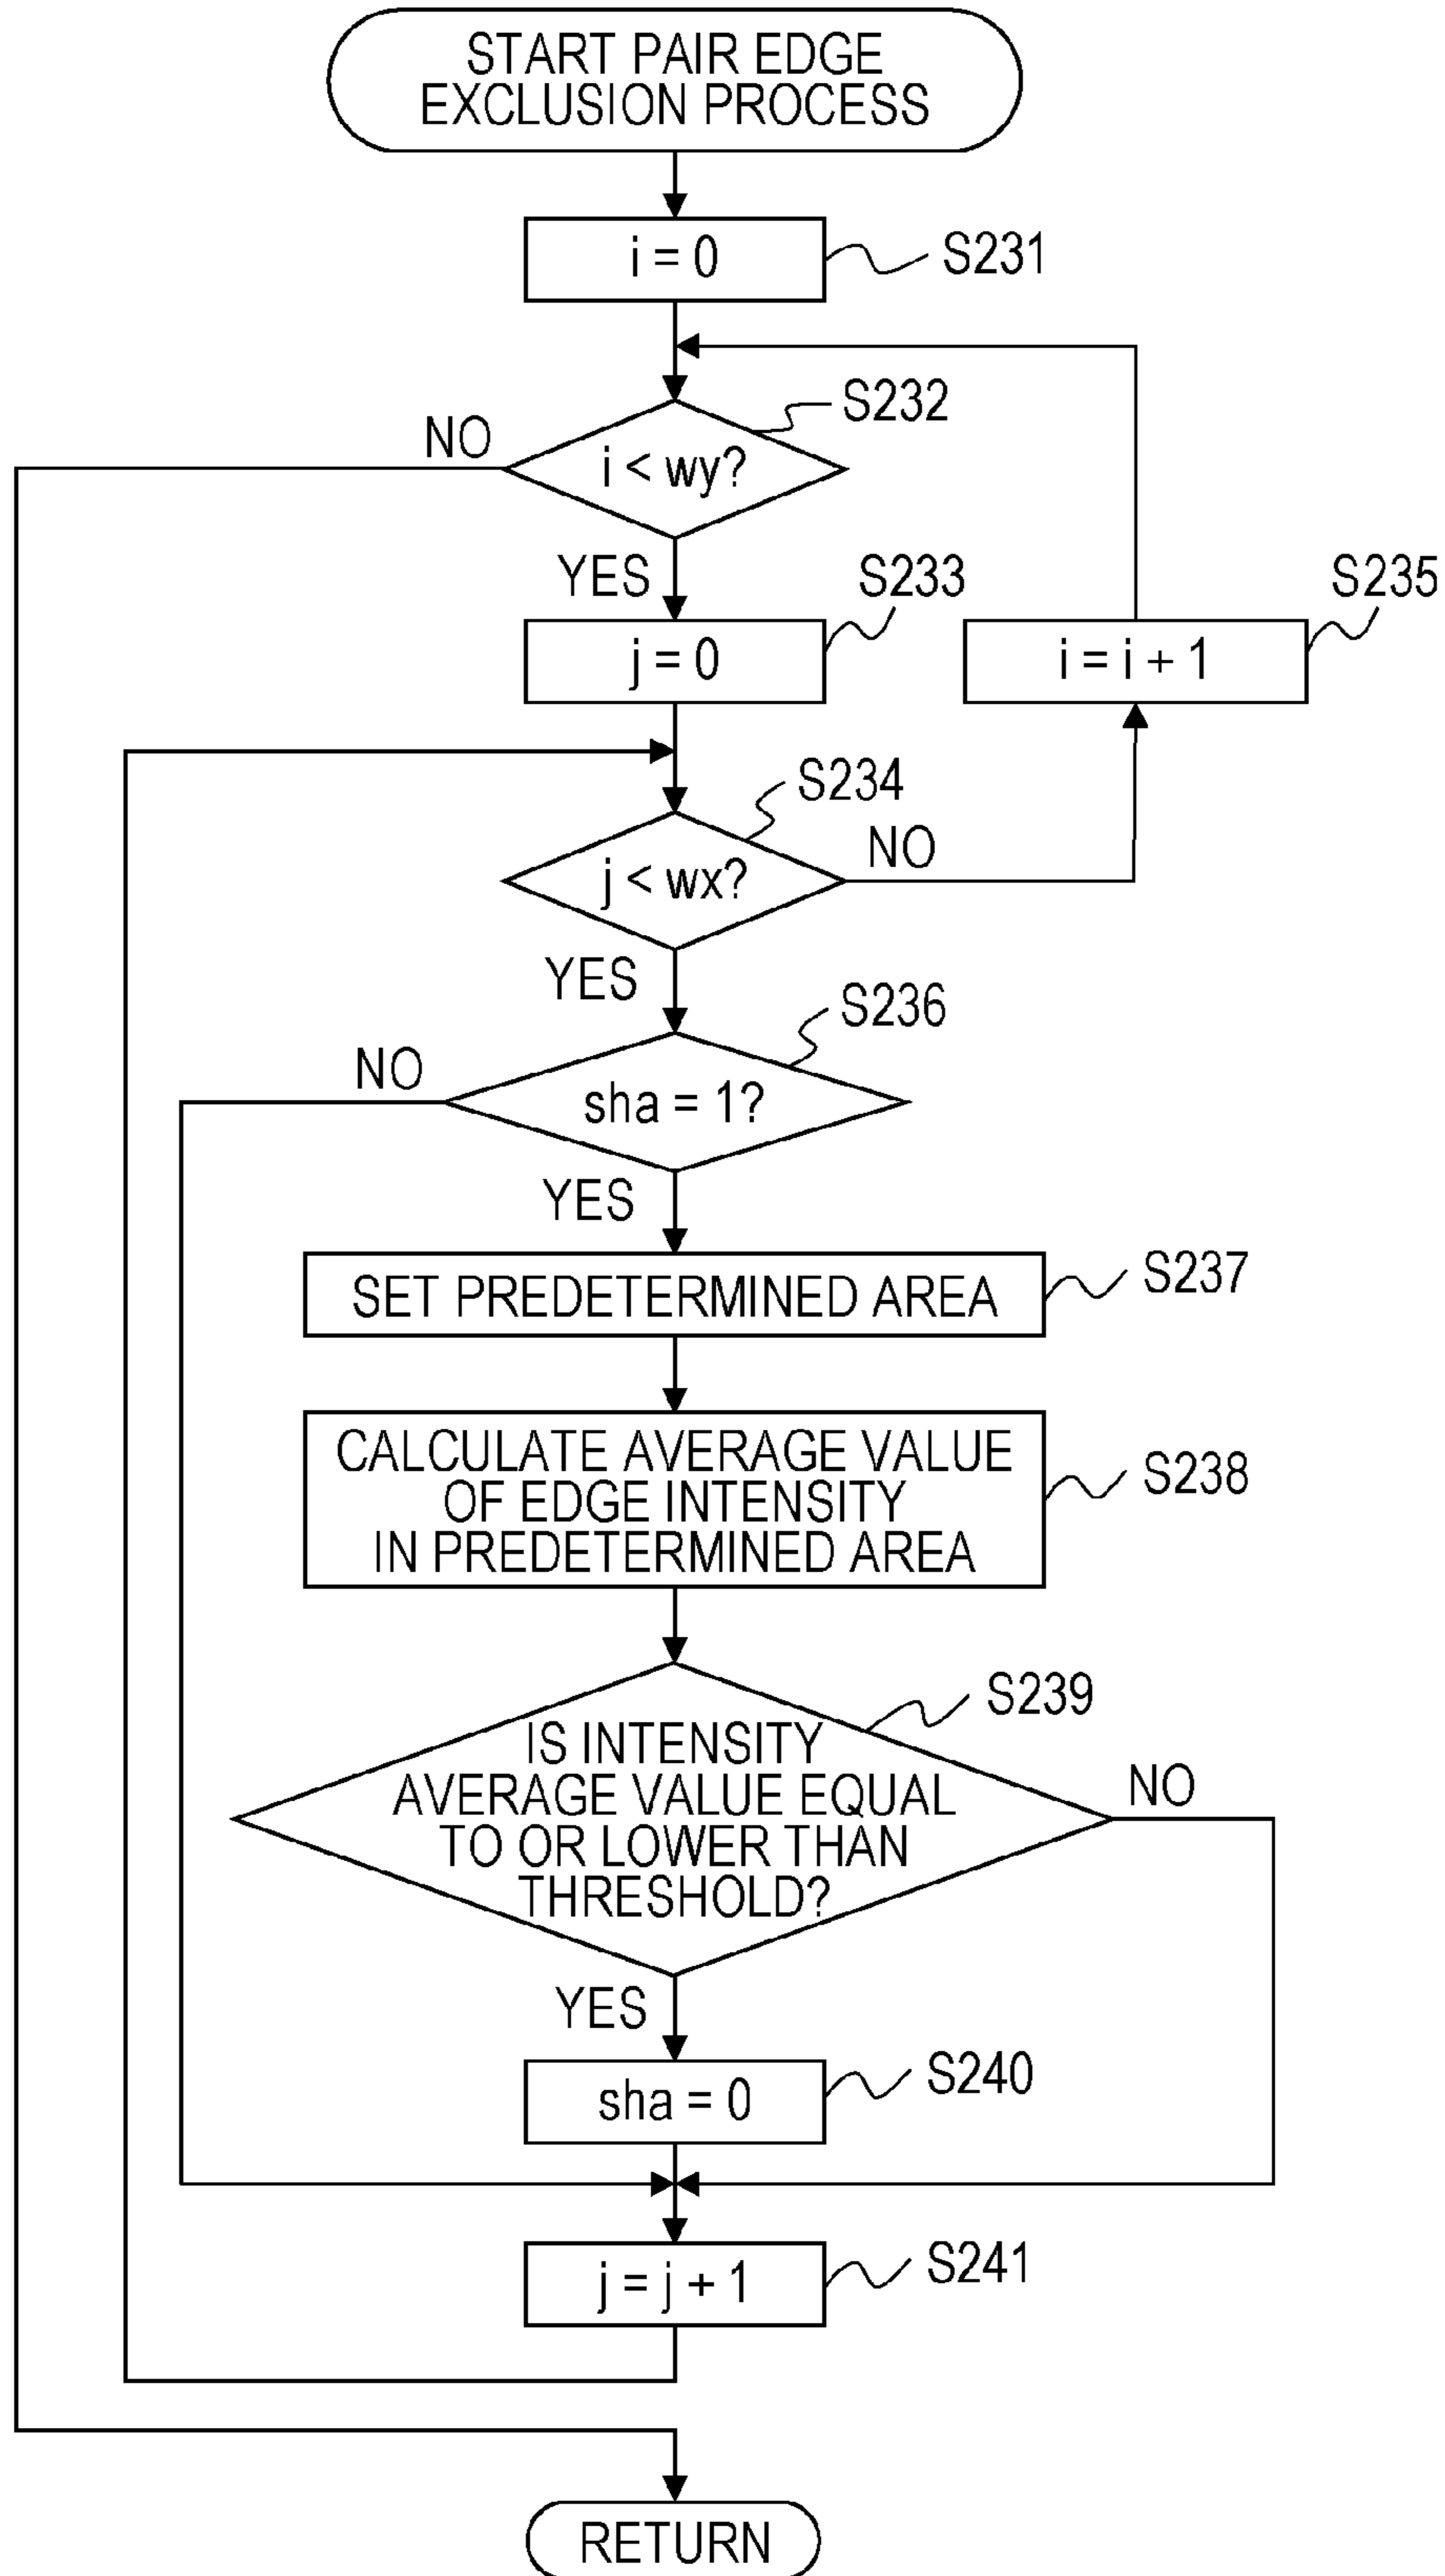 START PAIR EDGE
EXCLUSION PROCESS
i = 0
S231
S232
NO
i < wy?
YES
S233
S235
j = 0
i = i + 1
S234
NO
j < wx?
YES
S236
NO
sha = 1?
YES
S237
SET PREDETERMINED AREA
CALCULATE AVERAGE VALUE
OF EDGE INTENSITY
IN PREDETERMINED AREA
S238
S239
IS INTENSITY
AVERAGE VALUE EQUAL
TO OR LOWER THAN
THRESHOLD?
NO
YES
S240
sha = 0
S241
j = j + 1
RETURN